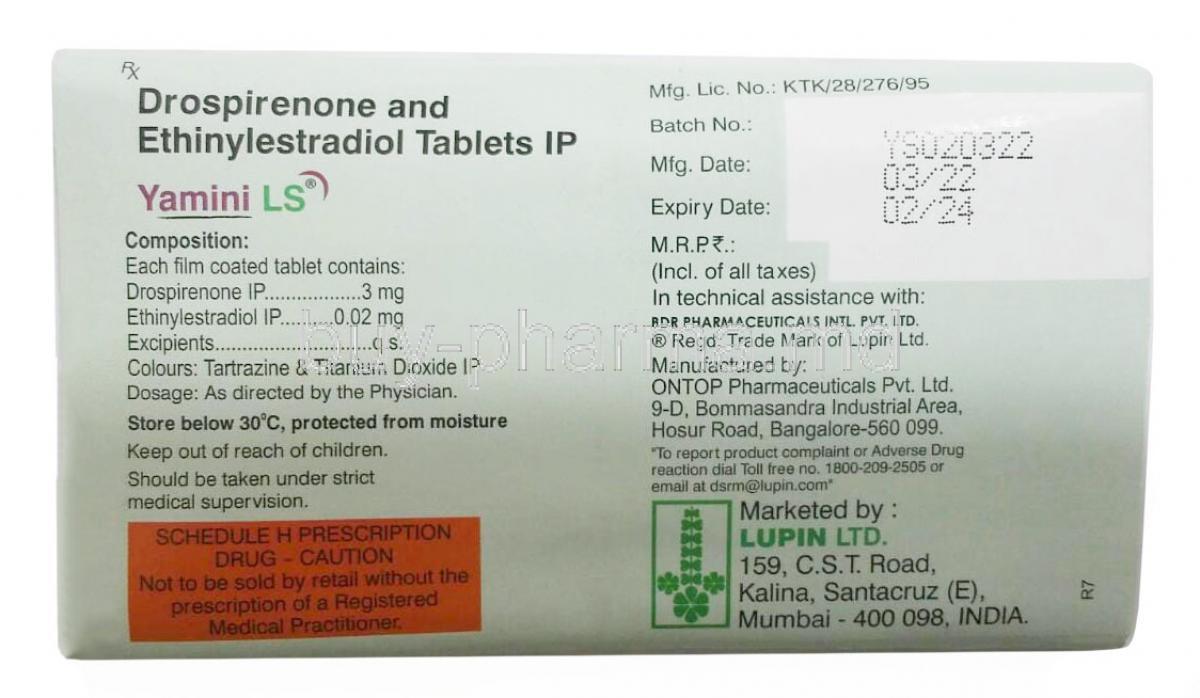 Rx
Drospirenone and
Ethinylestradiol Tablets IP
Yamini LS®
Composition:
Each film coated tablet contains:
Drospirenone IP..................3 mg
Ethinylestradiol IP..........0.02 mg
Excipients.............................q.s.
Colours: Tartrazine & Titanium Dioxide IP
Dosage: As directed by the Physician.
Store below 30°C, protected from moisture
Keep out of reach of children.
Should be taken under strict
medical supervision.
SCHEDULE H PRESCRIPTION
DRUG - CAUTION
Not to be sold by retail without the
prescription of a Registered
Medical Practitioner.
Mfg. Lic. No.: KTK/28/276/95
Batch No.: YS020322
Mfg. Date: 03/22
Expiry Date: 02/24
M.R.P.₹.:
(Incl. of all taxes)
In technical assistance with:
BDR PHARMACEUTICALS INTL. PVT. LTD.
® Regd. Trade Mark of Lupin Ltd.
Manufactured by:
ONTOP Pharmaceuticals Pvt. Ltd.
9-D, Bommasandra Industrial Area,
Hosur Road, Bangalore-560 099.
"To report product complaint or Adverse Drug
reaction dial Toll free no. 1800-209-2505 or
email at dsrm@lupin.com"
Marketed by :
LUPIN LTD.
159, C.S.T. Road,
Kalina, Santacruz (E),
Mumbai - 400 098, INDIA.
R7
buy-pharma.md